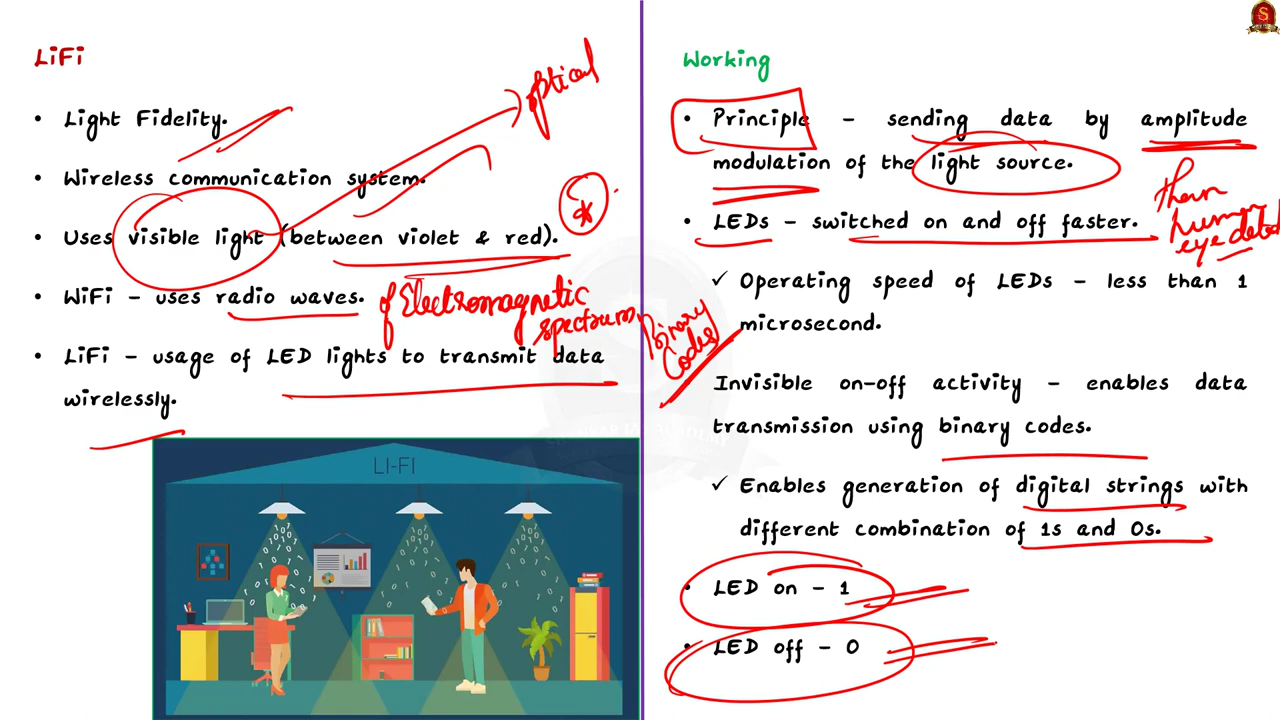 LiFi
• Light Fidelity.
• Wireless communication system.
• Uses visible light (between violet & red).
optical
• WiFi - uses radio waves.
of Electromagnetic
spectrum
• LiFi - usage of LED lights to transmit data
wirelessly.
LI-FI
Working
• Principle - sending data by amplitude
modulation of the light source.
• LEDs - switched on and off faster.
than
human
eye detect
✓ Operating speed of LEDs - less than 1
microsecond.
Binary
Codes
Invisible on-off activity - enables data
transmission using binary codes.
✓ Enables generation of digital strings with
different combination of 1s and 0s.
• LED on - 1
• LED off - 0